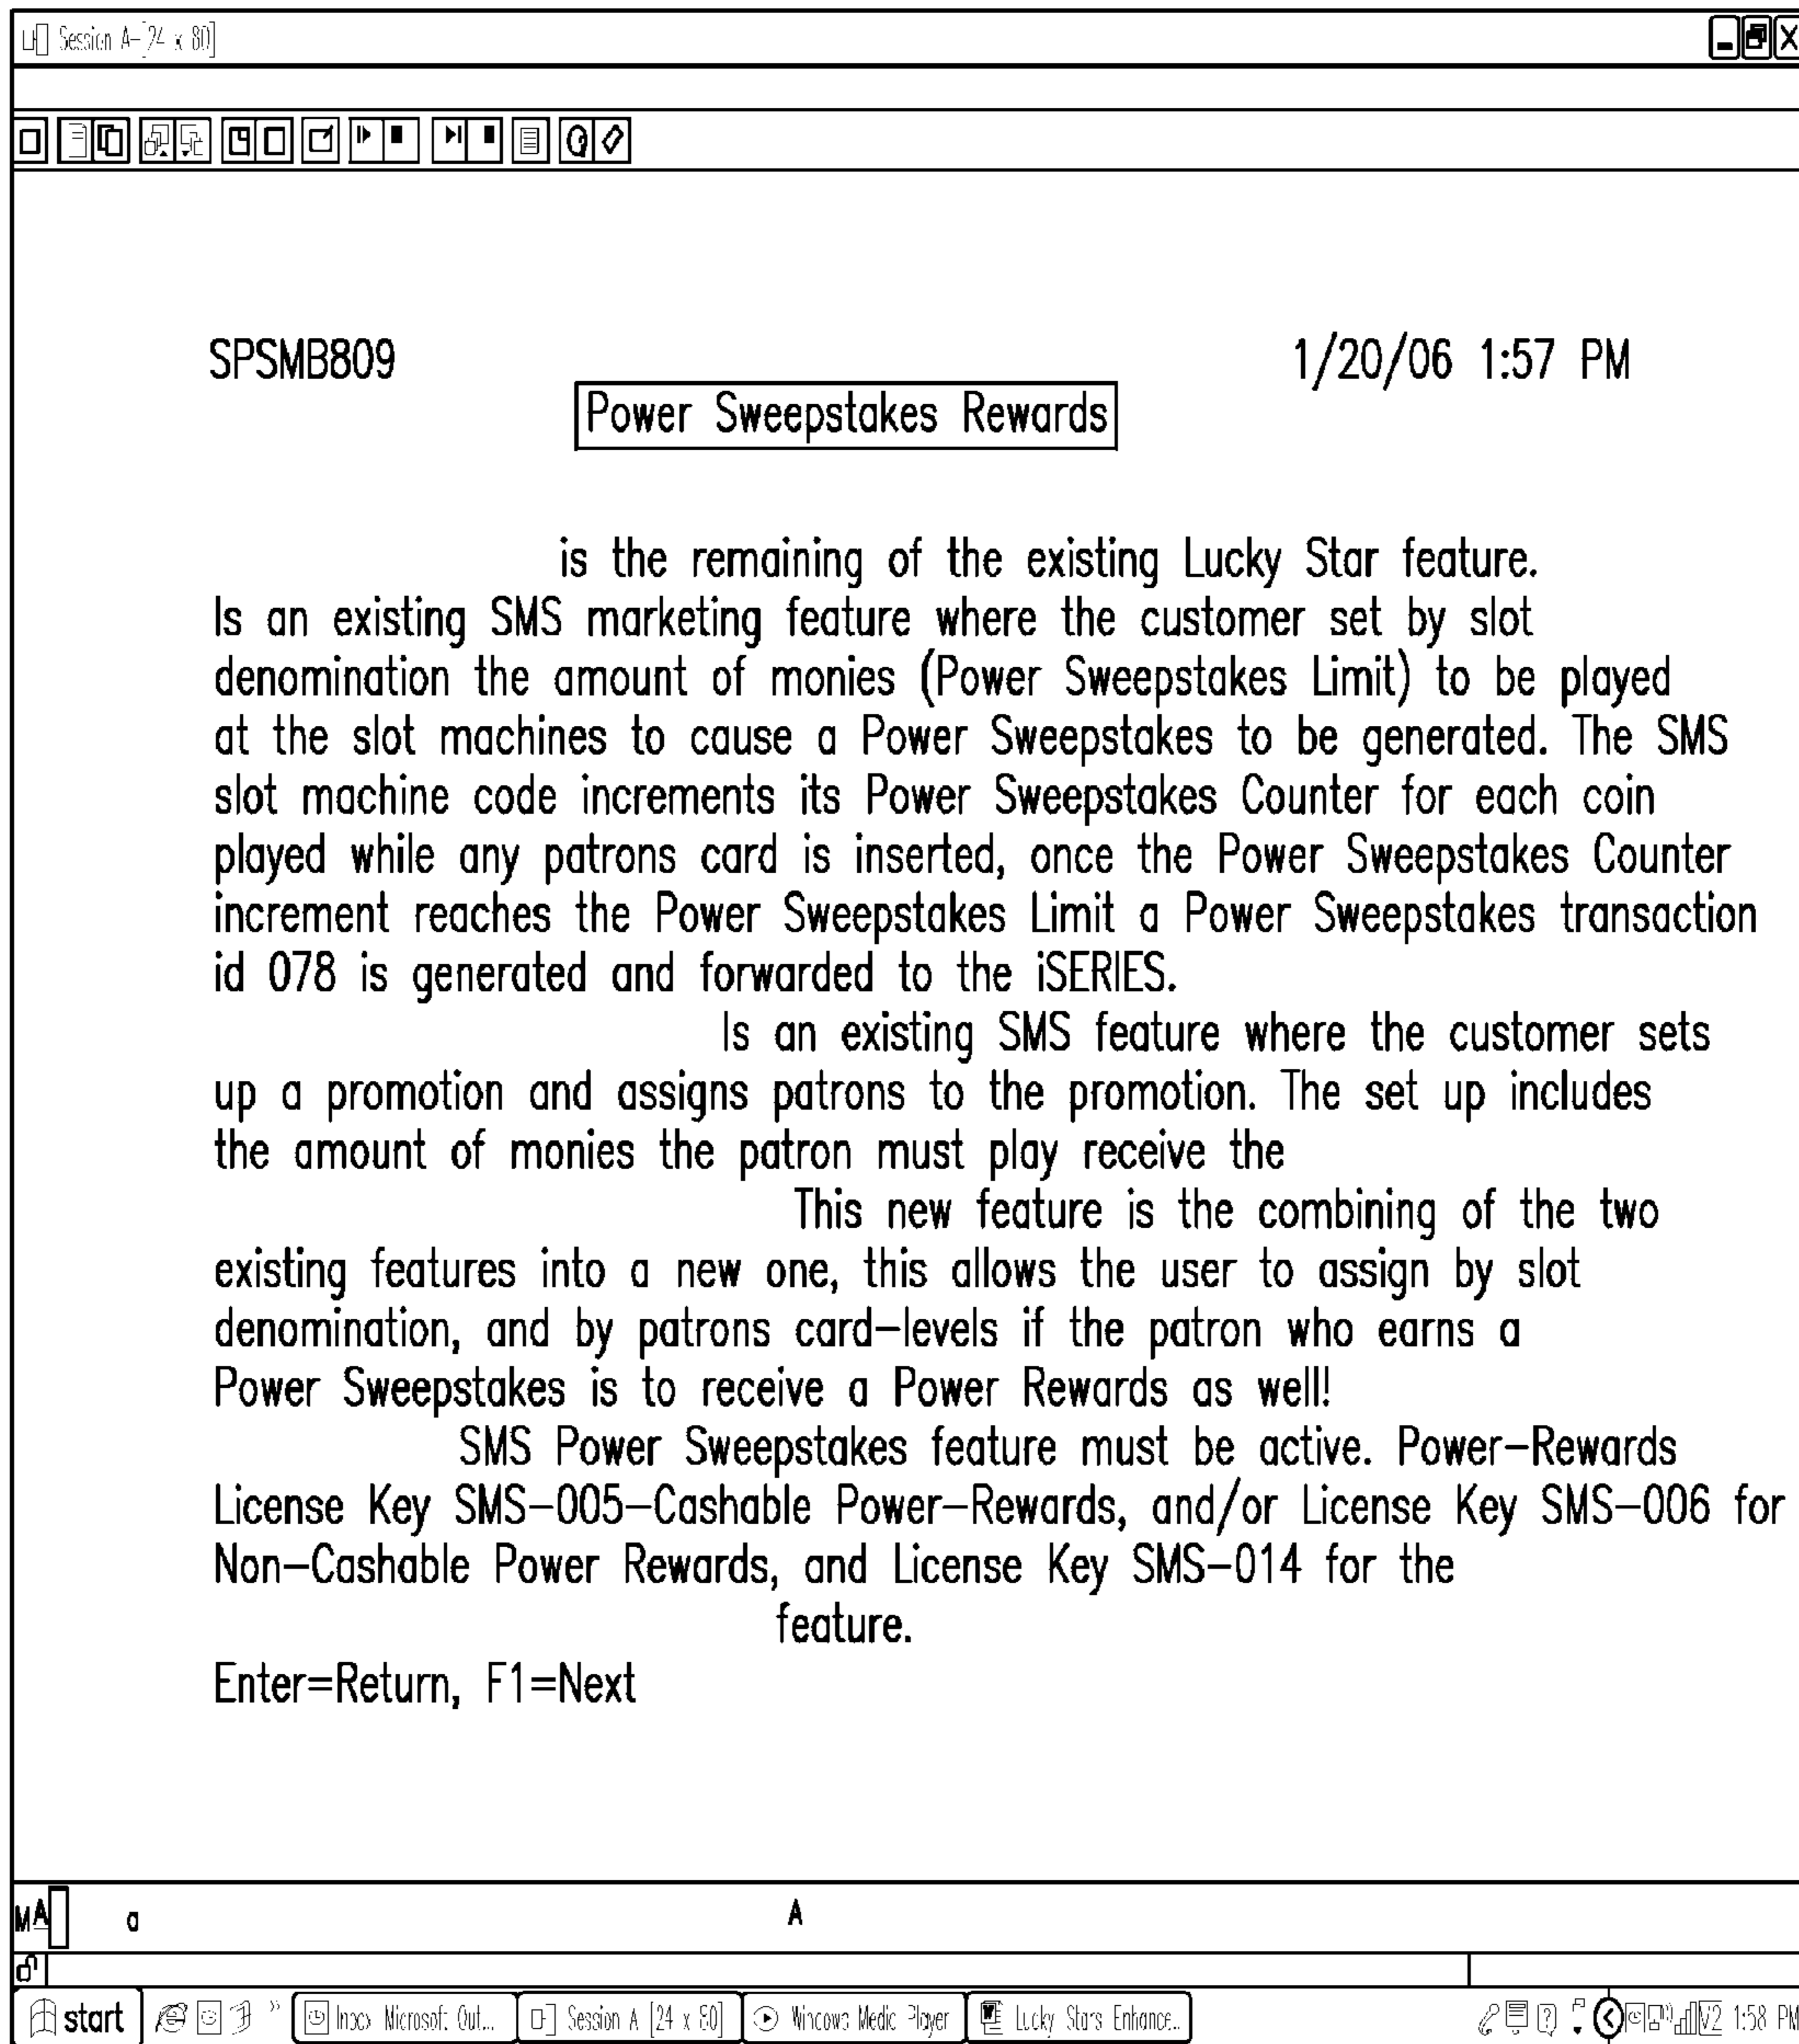 Session A-[24 x 80]
SPSMB809 1/20/06 1:57 PM
Power Sweepstakes Rewards
is the remaining of the existing Lucky Star feature.
Is an existing SMS marketing feature where the customer set by slot
denomination the amount of monies (Power Sweepstakes Limit) to be played
at the slot machines to cause a Power Sweepstakes to be generated. The SMS
slot machine code increments its Power Sweepstakes Counter for each coin
played while any patrons card is inserted, once the Power Sweepstakes Counter
increment reaches the Power Sweepstakes Limit a Power Sweepstakes transaction
id 078 is generated and forwarded to the iSERIES.
Is an existing SMS feature where the customer sets
up a promotion and assigns patrons to the promotion. The set up includes
the amount of monies the patron must play receive the
This new feature is the combining of the two
existing features into a new one, this allows the user to assign by slot
denomination, and by patrons card-levels if the patron who earns a
Power Sweepstakes is to receive a Power Rewards as well!
SMS Power Sweepstakes feature must be active. Power-Rewards
License Key SMS-005-Cashable Power-Rewards, and/or License Key SMS-006 for
Non-Cashable Power Rewards, and License Key SMS-014 for the
feature.
Enter=Return, F1=Next
MA a A
start Inbox Microsoft Out... Session A [24 x 80] Windows Media Player Lucky Stars Enhance.. V2 1:58 PM